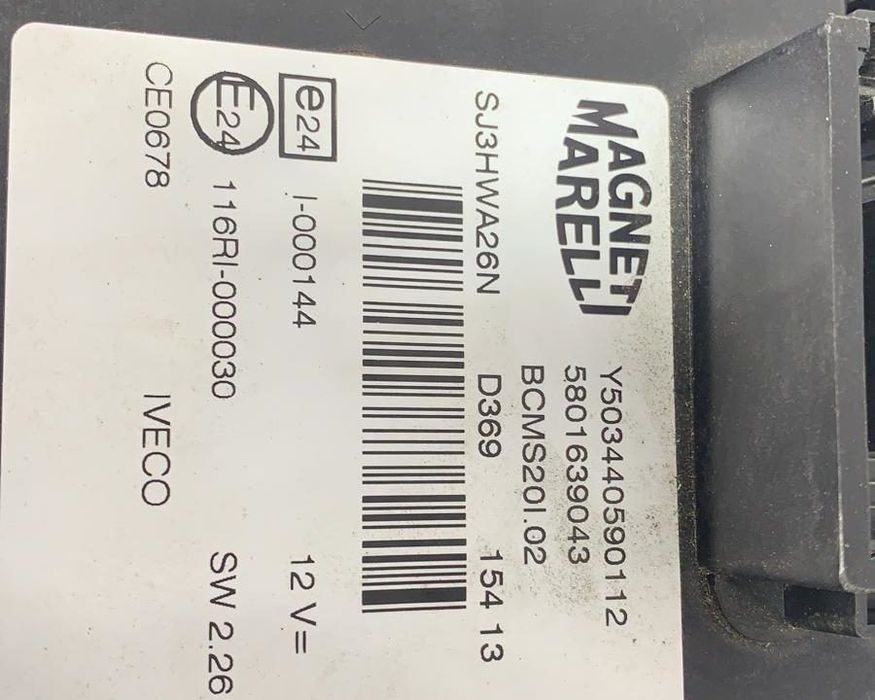 MAGNETI
MARELLI
Y503440590112
5801639043
BCMS20I.02
SJ3HWA26N D369 154 13
e24 I-000144 12 V=
E24 116RI-000030 SW 2.26
CE0678 IVECO